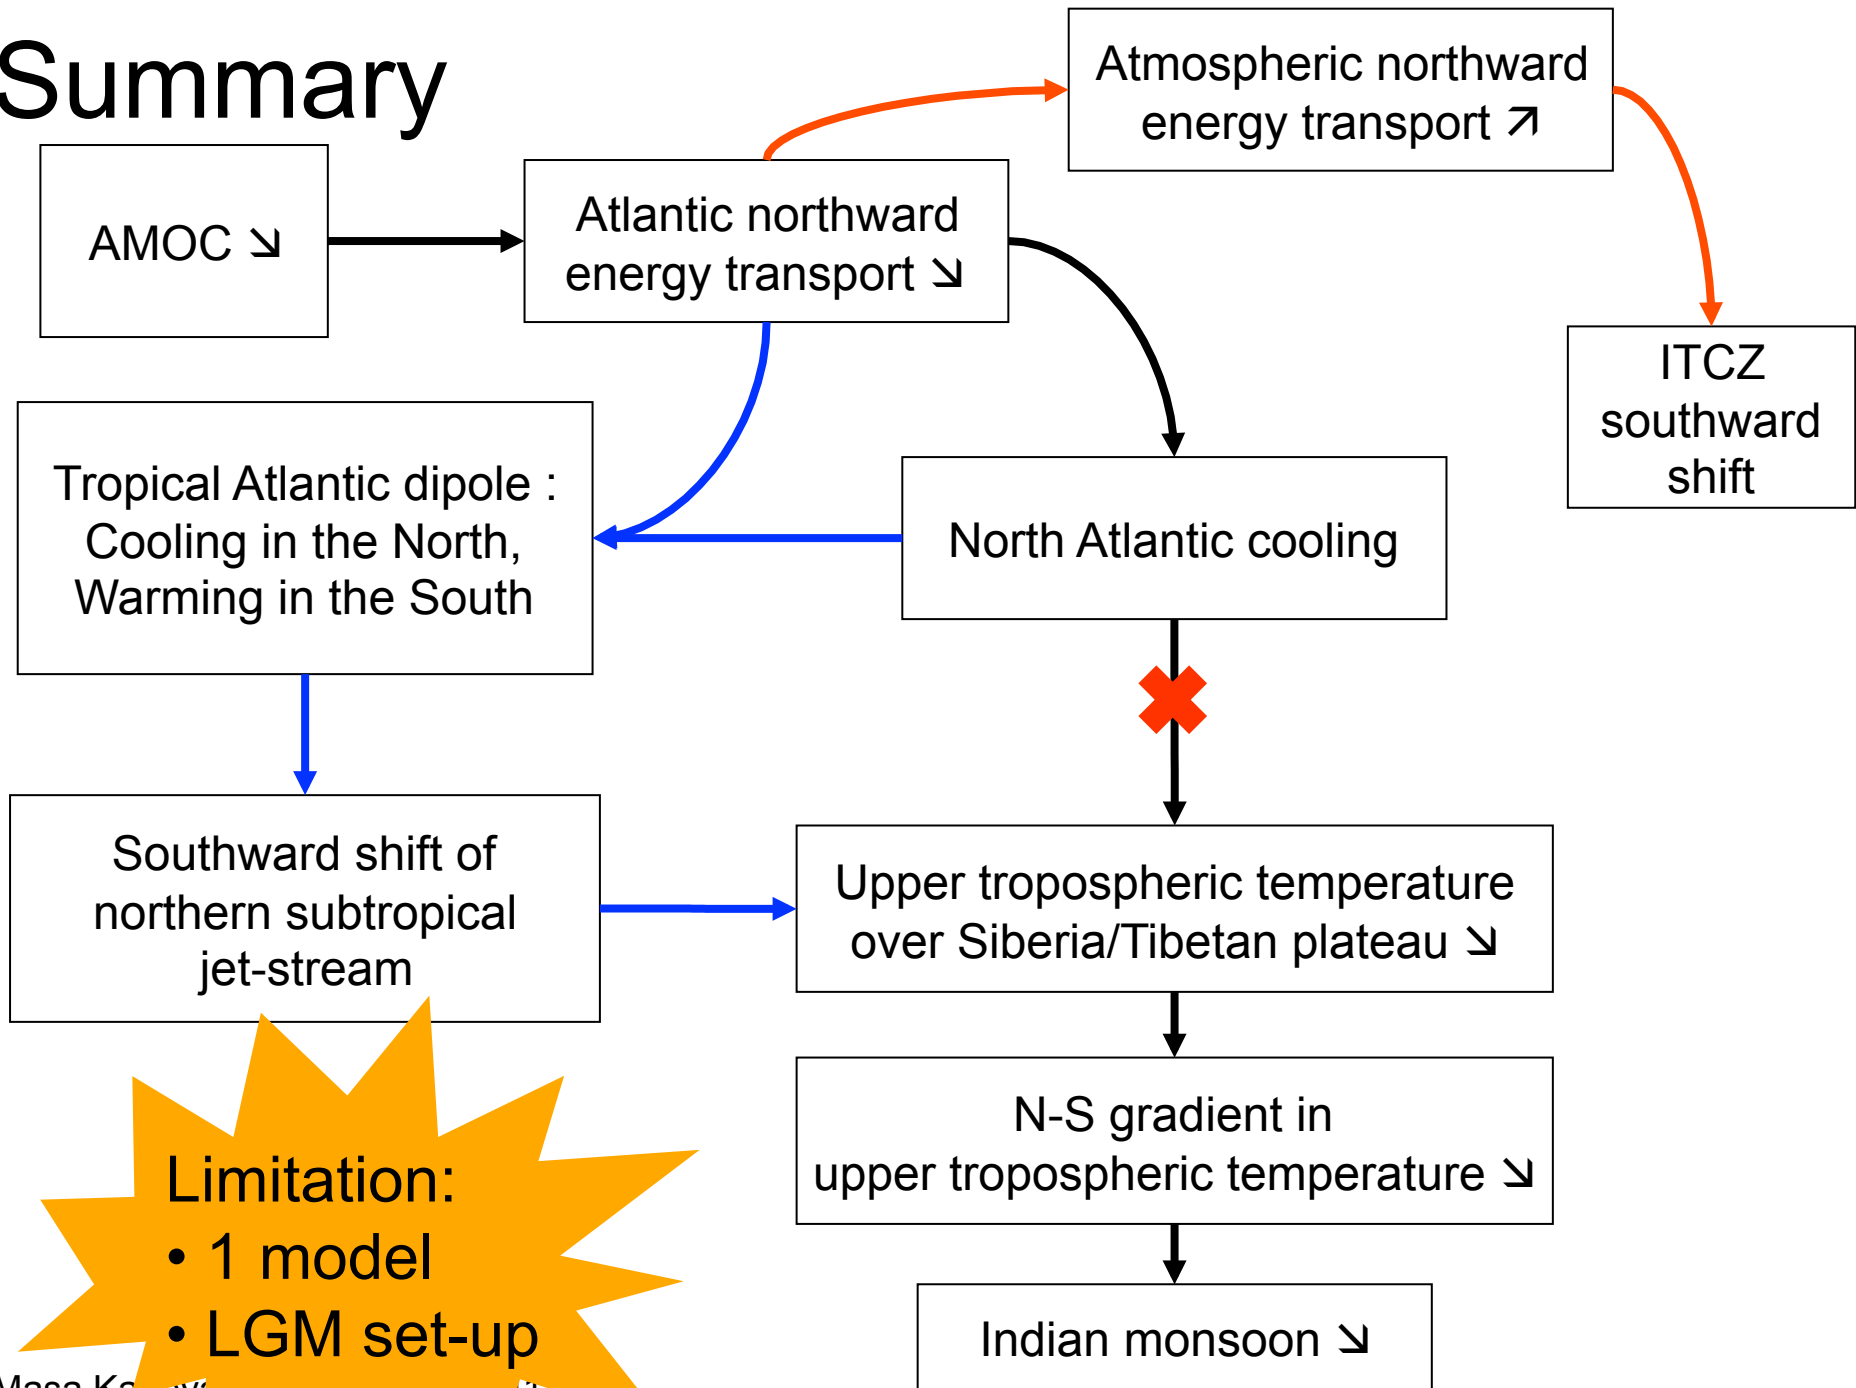 Summary
Atmospheric northward
energy transport ↗
AMOC ↘
Atlantic northward
energy transport ↘
ITCZ
southward
shift
Tropical Atlantic dipole :
Cooling in the North,
Warming in the South
North Atlantic cooling
Southward shift of
northern subtropical
jet-stream
Upper tropospheric temperature
over Siberia/Tibetan plateau ↘
N-S gradient in
upper tropospheric temperature ↘
Limitation:
• 1 model
• LGM set-up
Indian monsoon ↘
Masa